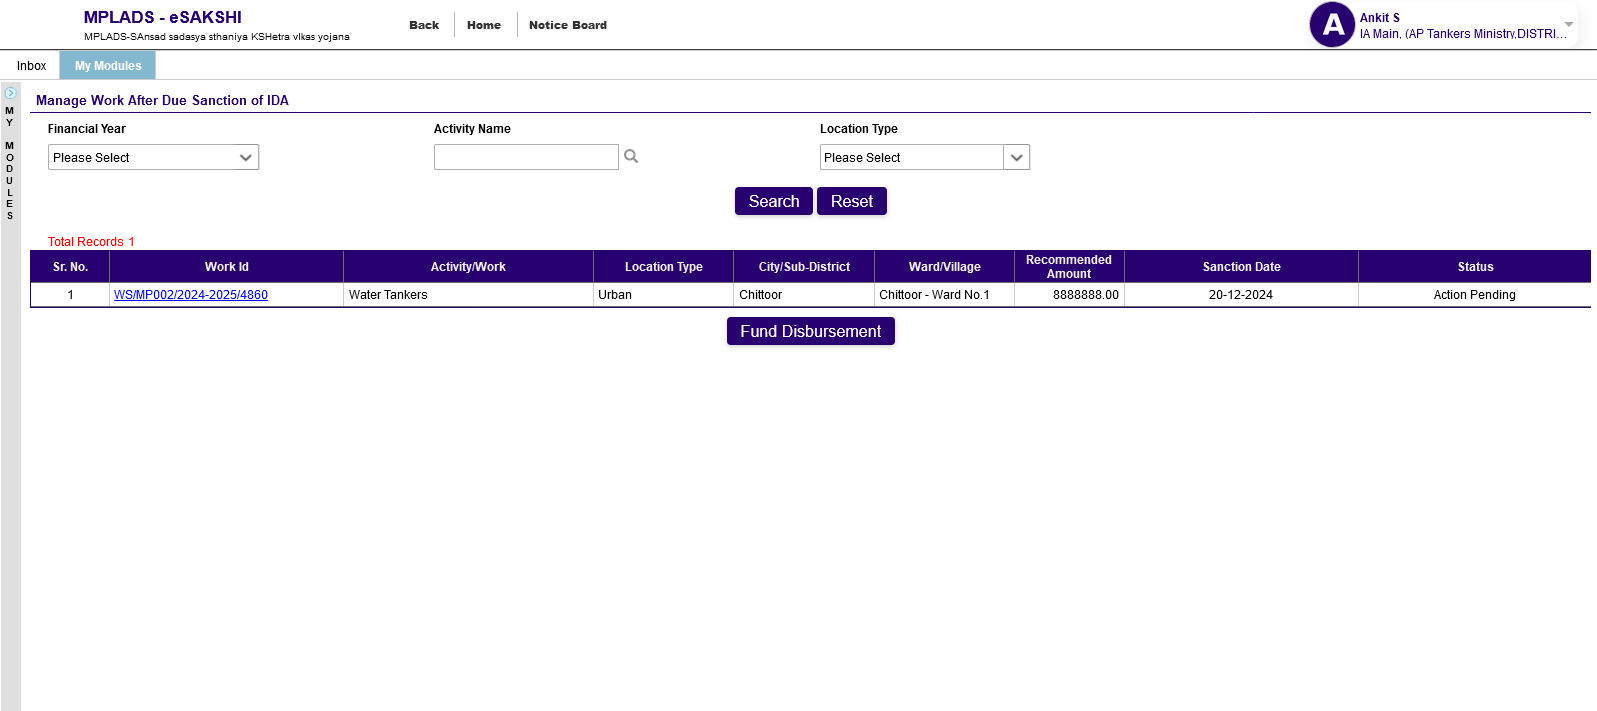 MPLADS - eSAKSHI
MPLADS-SAnsad sadasya sthaniya KSHetra vIkas yojana
Back
Home
Notice Board
A
Ankit S
IA Main, (AP Tankers Ministry,DISTRI...
Inbox
My Modules
MY MODULES
Manage Work After Due Sanction of IDA
Financial Year
Activity Name
Location Type
Please Select
Please Select
Search
Reset
Total Records 1
Sr. No.
Work Id
Activity/Work
Location Type
City/Sub-District
Ward/Village
Recommended
Amount
Sanction Date
Status
1
WS/MP002/2024-2025/4860
Water Tankers
Urban
Chittoor
Chittoor - Ward No.1
8888888.00
20-12-2024
Action Pending
Fund Disbursement